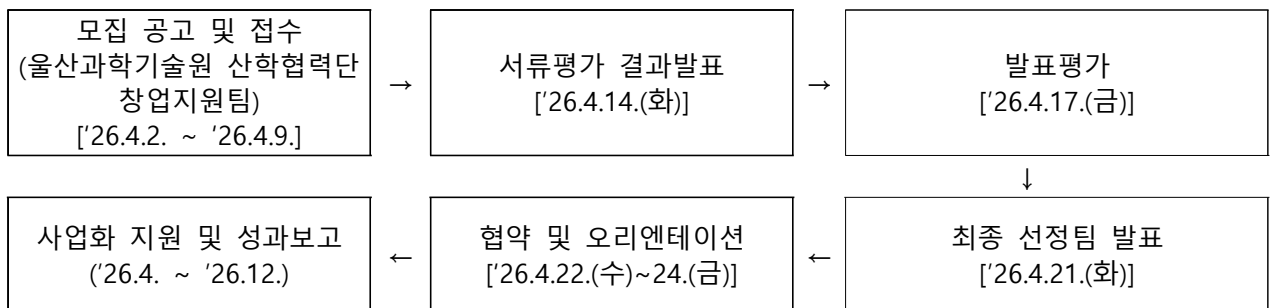 모집 공고 및 접수
(울산과학기술원 산학협력단
창업지원팀)
['26.4.2. ~ '26.4.9.]
→
서류평가 결과발표
['26.4.14.(화)]
→
발표평가
['26.4.17.(금)]
↓
최종 선정팀 발표
['26.4.21.(화)]
←
협약 및 오리엔테이션
['26.4.22.(수)~24.(금)]
←
사업화 지원 및 성과보고
('26.4. ~ '26.12.)